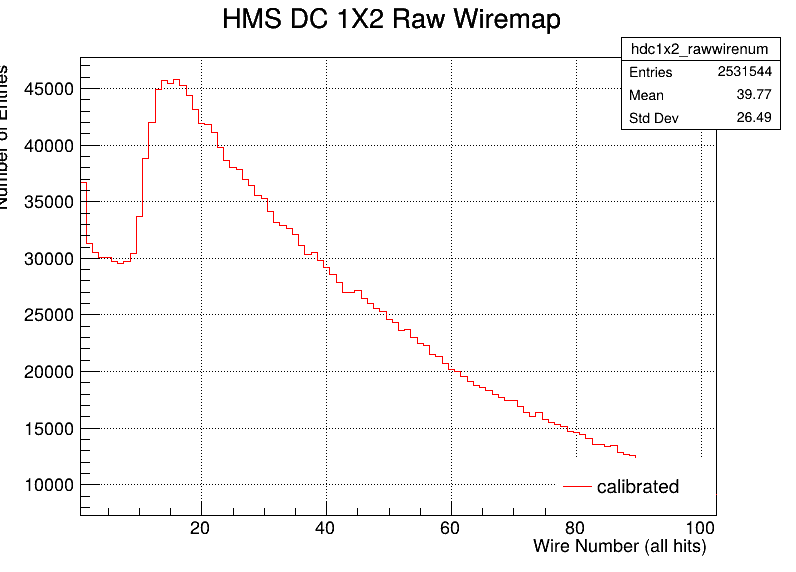 HMS DC 1X2 Raw Wiremap
hdc1x2_rawwirenum
Entries 2531544
Mean 39.77
Std Dev 26.49
Number of Entries
45000
40000
35000
30000
25000
20000
15000
10000
calibrated
20 40 60 80 100
Wire Number (all hits)